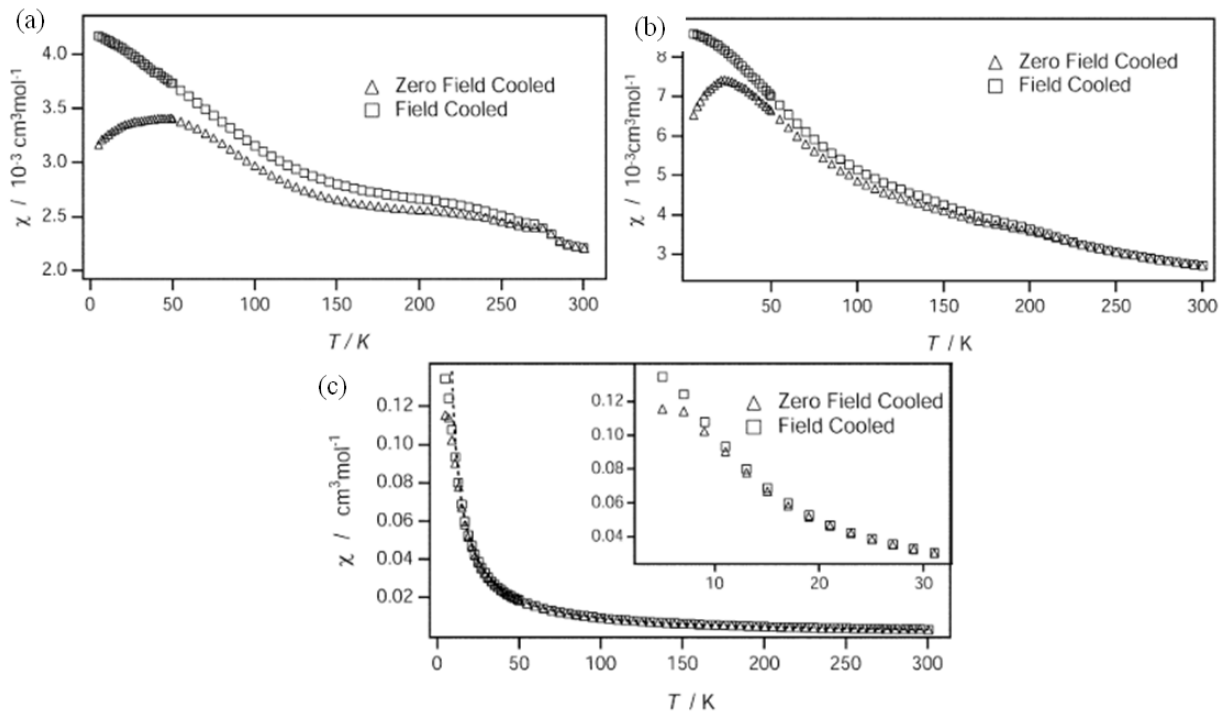 (a)
4.0
3.5
3.0
2.5
2.0
χ / 10-3 cm3mol-1
Zero Field Cooled
Field Cooled
0 50 100 150 200 250 300
T / K
(b)
8
7
6
5
4
3
χ / 10-3cm3mol-1
Zero Field Cooled
Field Cooled
50 100 150 200 250 300
T / K
(c)
0.12
0.10
0.08
0.06
0.04
0.02
χ / cm3mol-1
0 50 100 150 200 250 300
T / K
0.12
0.10
0.08
0.06
0.04
Zero Field Cooled
Field Cooled
10 20 30